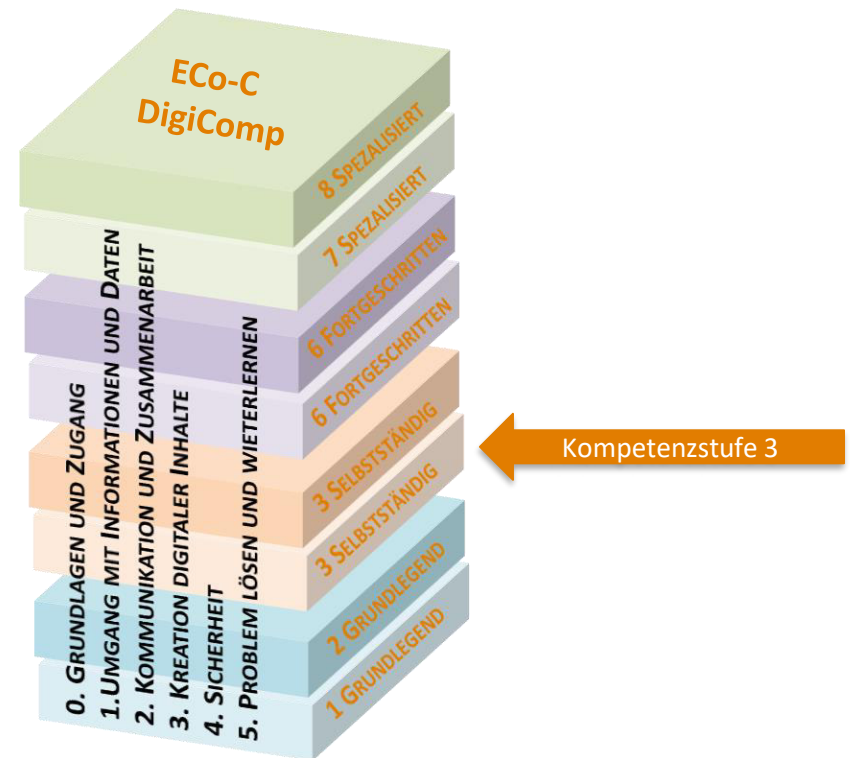 ECo-C
DigiComp
8 SPEZALISIERT
7 SPEZALISIERT
6 FORTGESCHRITTEN
6 FORTGESCHRITTEN
3 SELBSTSTÄNDIG
3 SELBSTSTÄNDIG
2 GRUNDLEGEND
1 GRUNDLEGEND
0. GRUNDLAGEN UND ZUGANG
1.UMGANG MIT INFORMATIONEN UND DATEN
2. KOMMUNIKATION UND ZUSAMMENARBEIT
3. KREATION DIGITALER INHALTE
4. SICHERHEIT
5. PROBLEM LÖSEN UND WIETERLERNEN
Kompetenzstufe 3